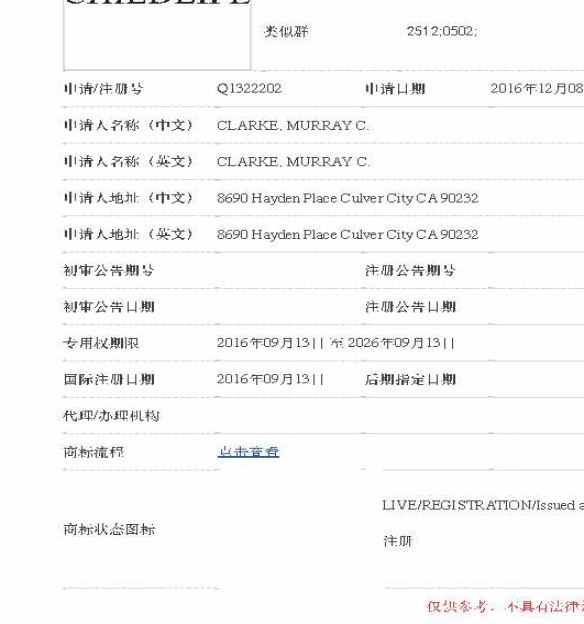 CHILDLIFE
类似群 2512;0502;
申请/注册号 Q1322202 申请日期 2016年12月08
申请人名称（中文） CLARKE, MURRAY C.
申请人名称（英文） CLARKE, MURRAY C.
申请人地址（中文） 8690 Hayden Place Culver City CA 90232
申请人地址（英文） 8690 Hayden Place Culver City CA 90232
初审公告期号 注册公告期号
初审公告日期 注册公告日期
专用权期限 2016年09月13日 至 2026年09月13日
国际注册日期 2016年09月13日 后期指定日期
代理/办理机构
商标流程 点击查看
LIVE/REGISTRATION/Issued a
商标状态图标
注册
仅供参考，不具有法律